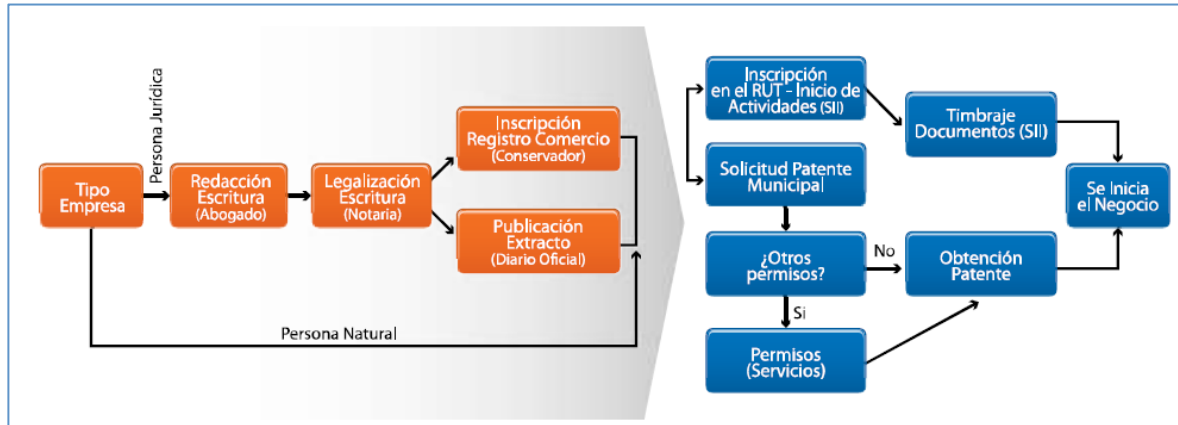 Tipo
Empresa
Persona Jurídica
Redacción
Escritura
(Abogado)
Legalización
Escritura
(Notaria)
Inscripción
Registro Comercio
(Conservador)
Publicación
Extracto
(Diario Oficial)
Persona Natural
Inscripción
en el RUT - Inicio de
Actividades (SII)
Timbraje
Documentos (SII)
Solicitud Patente
Municipal
Se Inicia
el Negocio
¿Otros
permisos?
No
Obtención
Patente
Si
Permisos
(Servicios)